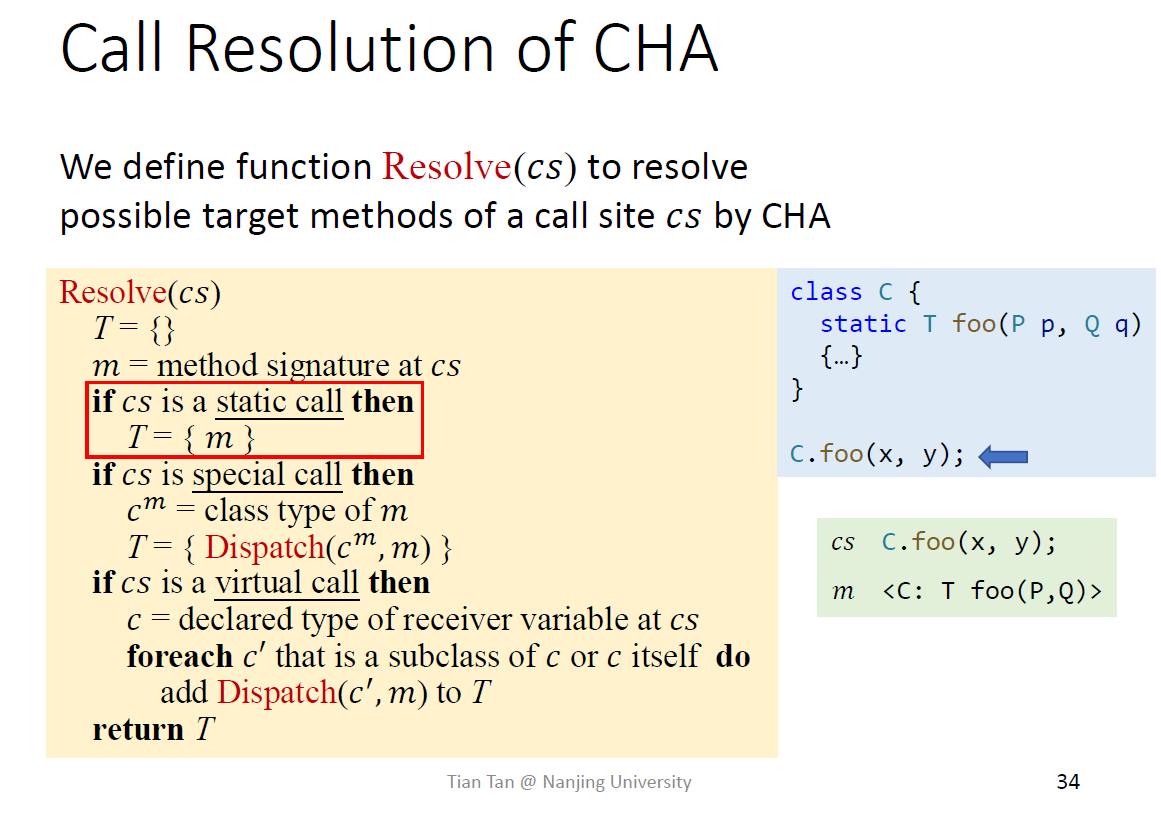 Call Resolution of CHA
We define function Resolve(cs) to resolve
possible target methods of a call site cs by CHA
Resolve(cs)
T = {}
m = method signature at cs
if cs is a static call then
T = { m }
if cs is special call then
cᵐ = class type of m
T = { Dispatch(cᵐ, m) }
if cs is a virtual call then
c = declared type of receiver variable at cs
foreach c′ that is a subclass of c or c itself do
add Dispatch(c′, m) to T
return T
class C {
static T foo(P p, Q q)
{…}
}
C.foo(x, y);
cs C.foo(x, y);
m <C: T foo(P,Q)>
Tian Tan @ Nanjing University
34